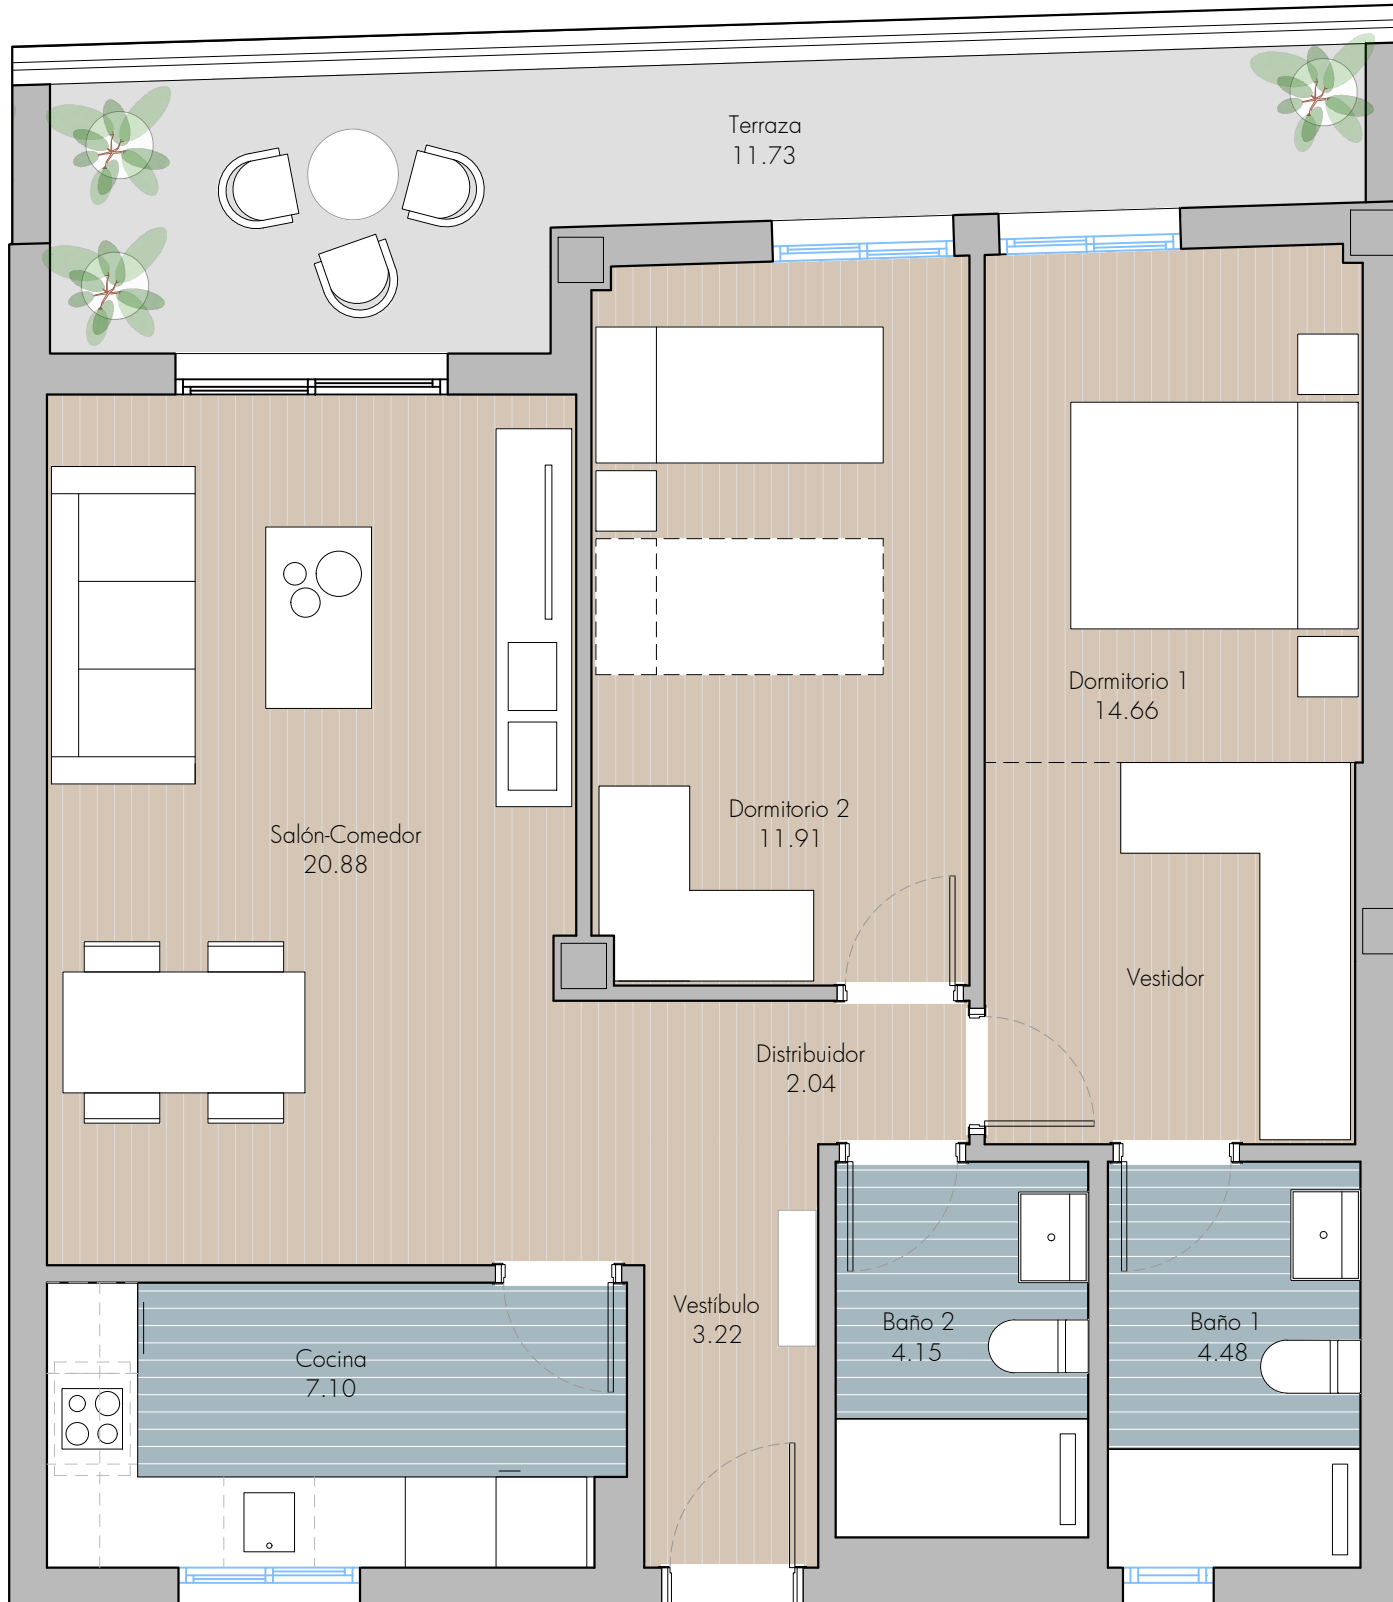 Terraza
11.73
Dormitorio 1
14.66
Dormitorio 2
11.91
Salón-Comedor
20.88
Vestidor
Distribuidor
2.04
Vestíbulo
3.22
Baño 2
4.15
Baño 1
4.48
Cocina
7.10